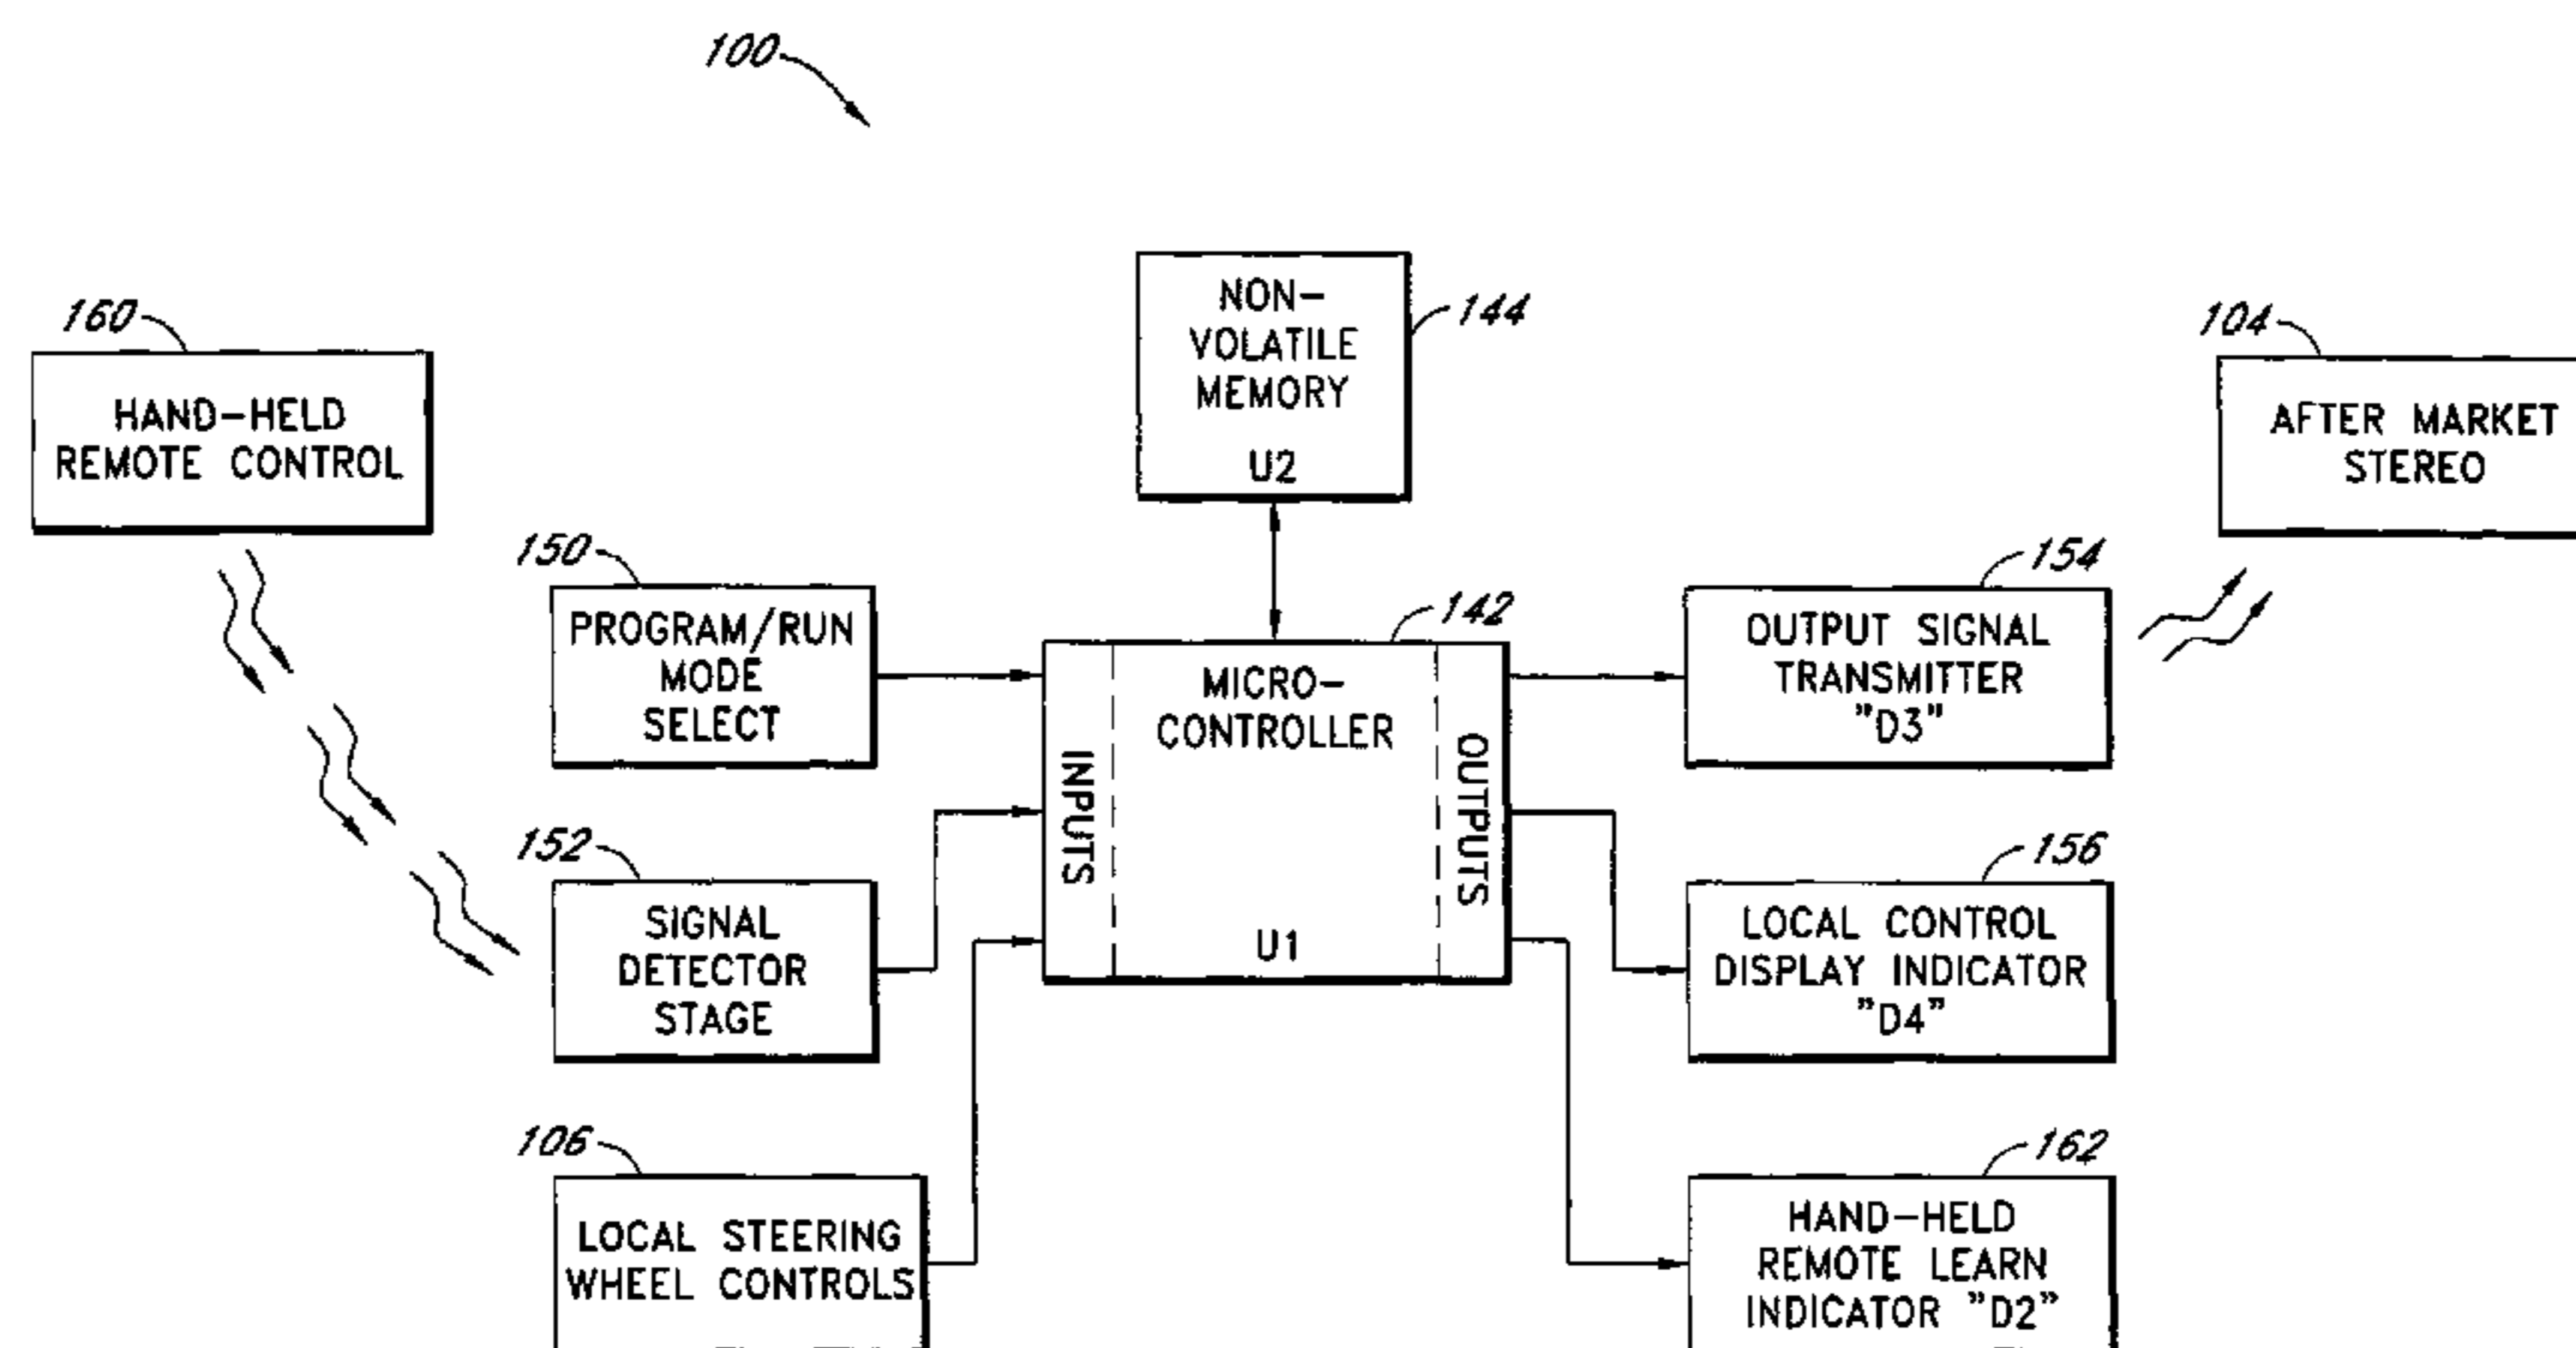 100
160
HAND-HELD
REMOTE CONTROL
NON-
VOLATILE
MEMORY
U2
144
104
AFTER MARKET
STEREO
150
PROGRAM/RUN
MODE
SELECT
142
INPUTS
MICRO-
CONTROLLER
U1
OUTPUTS
154
OUTPUT SIGNAL
TRANSMITTER
"D3"
152
SIGNAL
DETECTOR
STAGE
156
LOCAL CONTROL
DISPLAY INDICATOR
"D4"
106
LOCAL STEERING
WHEEL CONTROLS
162
HAND-HELD
REMOTE LEARN
INDICATOR "D2"